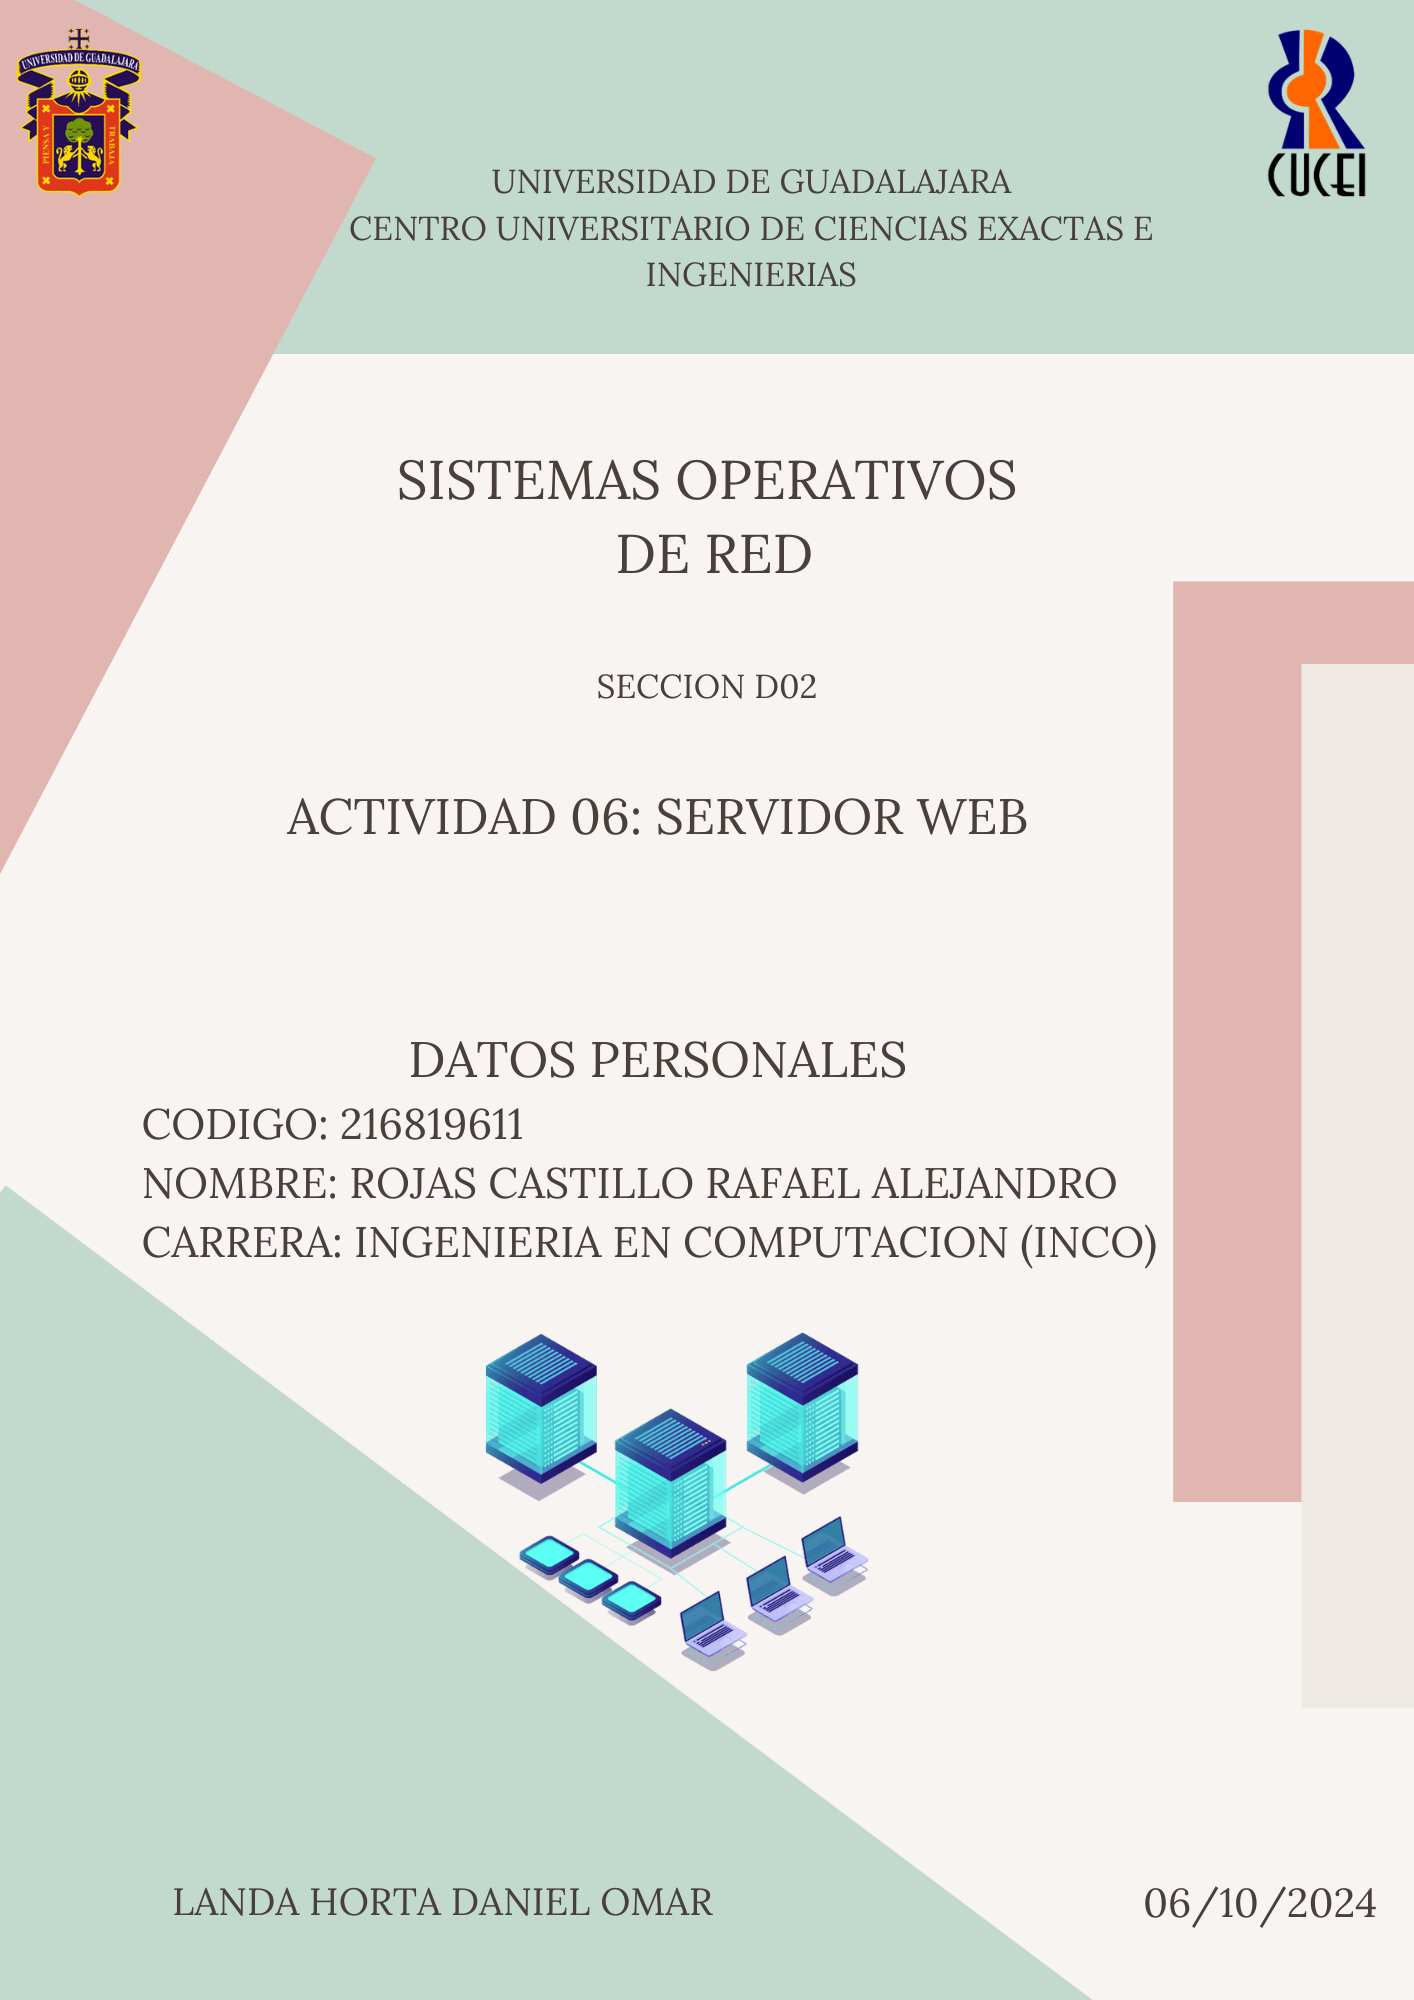 UNIVERSIDAD DE GUADALAJARA
PIENSA Y
TRABAJA
CUCEI
UNIVERSIDAD DE GUADALAJARA
CENTRO UNIVERSITARIO DE CIENCIAS EXACTAS E
INGENIERIAS
SISTEMAS OPERATIVOS
DE RED
SECCION D02
ACTIVIDAD 06: SERVIDOR WEB
DATOS PERSONALES
CODIGO: 216819611
NOMBRE: ROJAS CASTILLO RAFAEL ALEJANDRO
CARRERA: INGENIERIA EN COMPUTACION (INCO)
LANDA HORTA DANIEL OMAR
06/10/2024